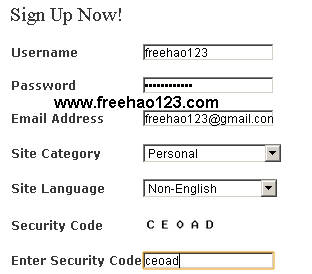 Sign Up Now!
Username freehao123
Password ••••••••••••
www.freehao123.com
Email Address freehao123@gmail.con
Site Category Personal
Site Language Non-English
Security Code C E O A D
Enter Security Code ceoad